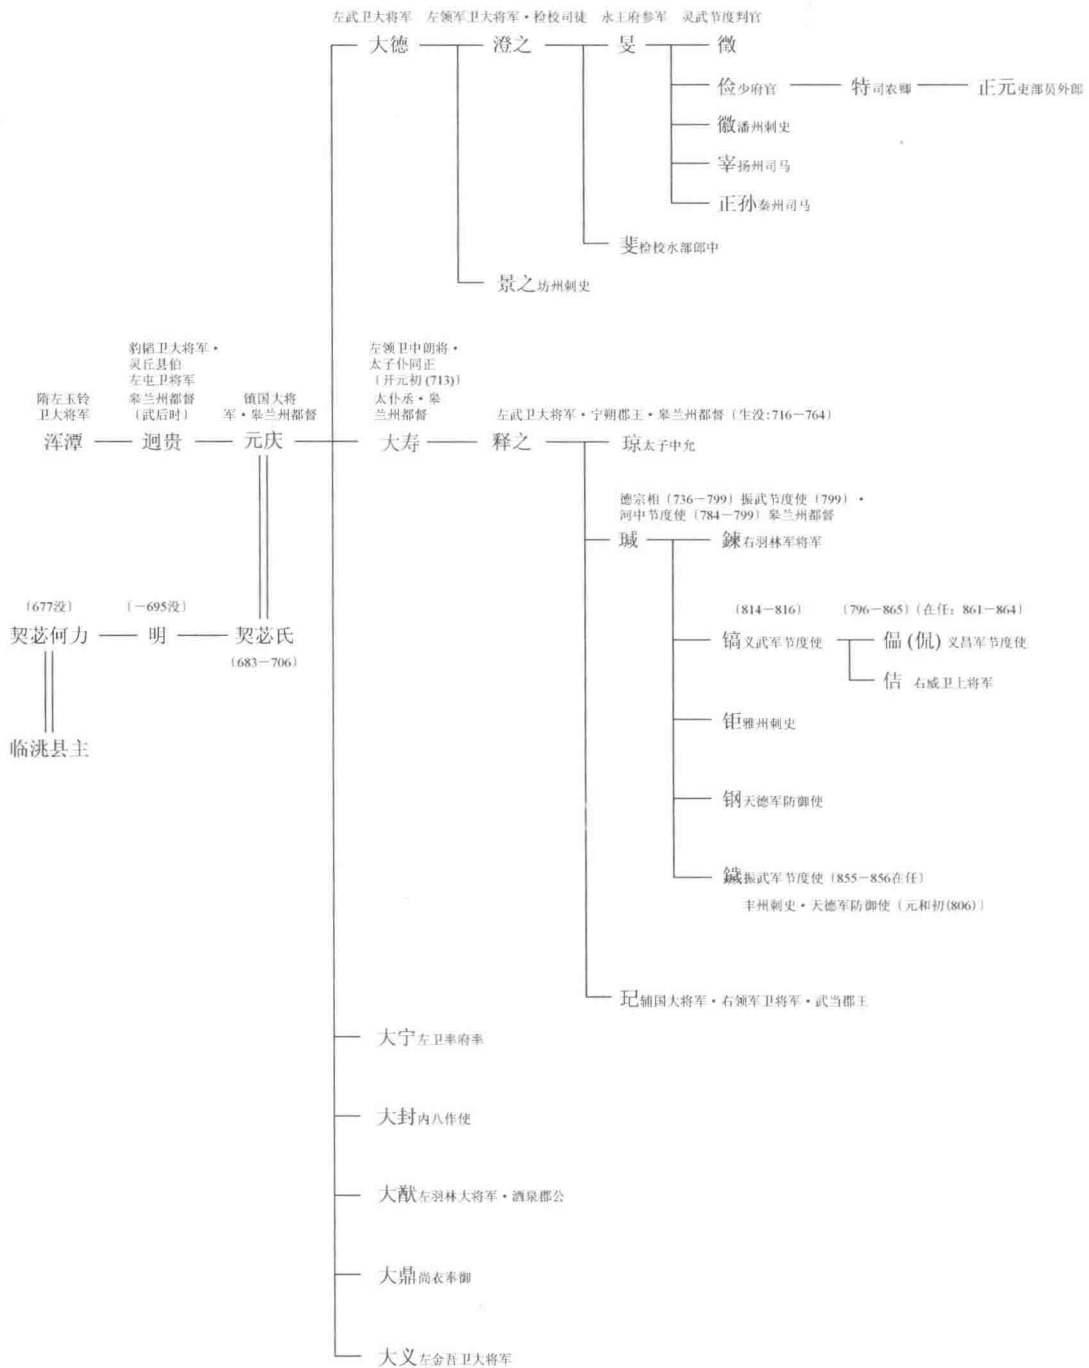 左武卫大将军 左领军卫大将军·检校司徒 永王府参军 灵武节度判官
大德 澄之 旻 徵
俭少府官 特司农卿 正元吏部员外郎
徽潘州刺史
宰扬州司马
正孙秦州司马
斐检校水部郎中
景之坊州刺史
豹韬卫大将军·
灵丘县伯
左屯卫将军
皋兰州都督
(武后时)
隋左玉铃
卫大将军
镇国大将
军·皋兰州都督
左领卫中朗将·
太子仆同正
(开元初(713))
太仆丞·皋
兰州都督
左武卫大将军·宁朔郡王·皋兰州都督(生没:716-764)
浑潭 迥贵 元庆 大寿 释之 琼太子中允
德宗相(736-799)振武节度使(799)·
河中节度使(784-799)皋兰州都督
瑊 鍊右羽林军将军
(677没) (-695没)
契苾何力 明 契苾氏
(683-706)
(814-816) (796-865)(在任:861-864)
镐义武军节度使 偘(侃)义昌军节度使
佶 右威卫上将军
临洮县主
钜雅州刺史
钢天德军防御使
鐬振武军节度使(855-856在任)
丰州刺史·天德军防御使(元和初(806))
玘辅国大将军·右领军卫将军·武当郡王
大宁左卫率府率
大封内八作使
大猷左羽林大将军·酒泉郡公
大鼎尚衣奉御
大义左金吾卫大将军